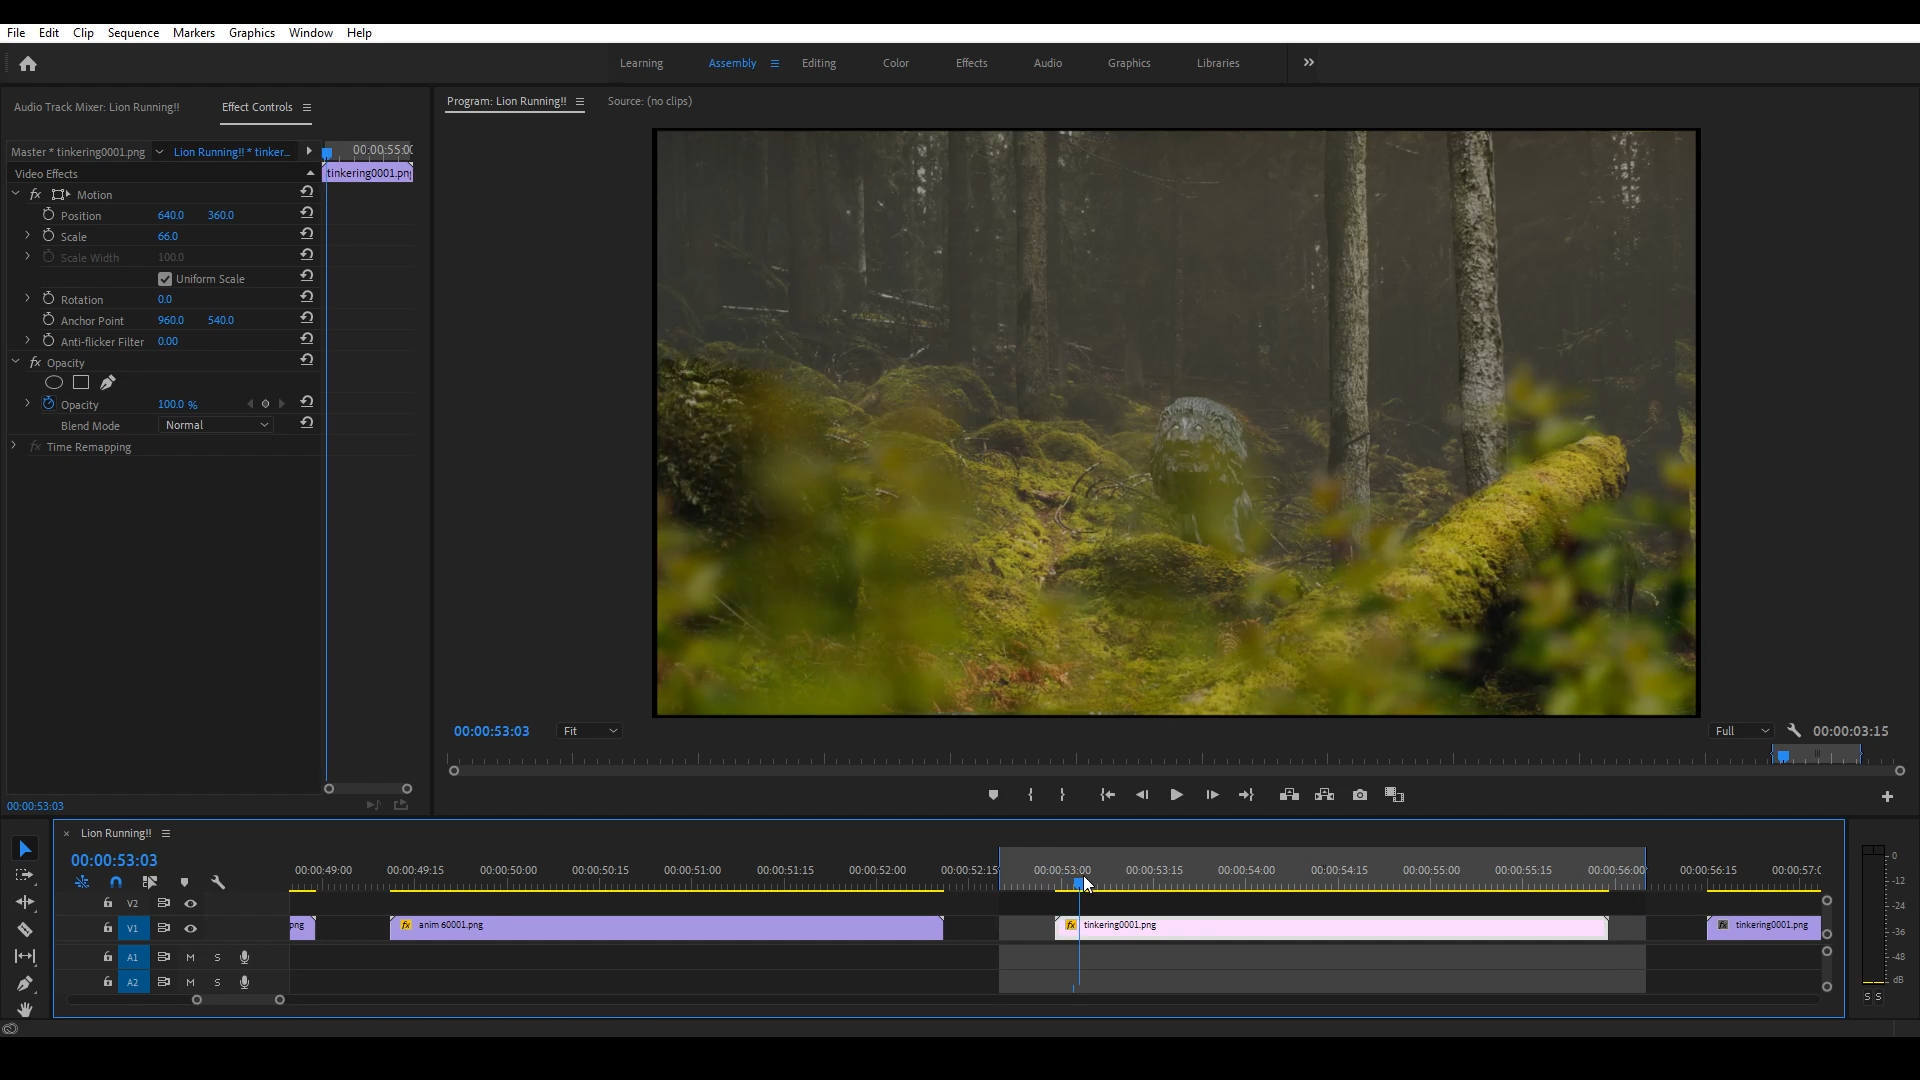 File Edit Clip Sequence Markers Graphics Window Help
Learning Assembly Editing Color Effects Audio Graphics Libraries
Audio Track Mixer: Lion Running!! Effect Controls
Program: Lion Running!! Source: (no clips)
Master * tinkering0001.png Lion Running!! * tinker... 00:00:55:0
Video Effects tinkering0001.png
fx Motion
Position 640.0 360.0
Scale 66.0
Scale Width 100.0
Uniform Scale
Rotation 0.0
Anchor Point 960.0 540.0
Anti-flicker Filter 0.00
fx Opacity
Opacity 100.0 %
Blend Mode Normal
fx Time Remapping
00:00:53:03 Fit Full 00:00:03:15
00:00:53:03
Lion Running!!
00:00:53:03
00:00:49:00 00:00:49:15 00:00:50:00 00:00:50:15 00:00:51:00 00:00:51:15 00:00:52:00 00:00:52:15 00:00:53:00 00:00:53:15 00:00:54:00 00:00:54:15 00:00:55:00 00:00:55:15 00:00:56:00 00:00:56:15 00:00:57:0
V2
V1 png fx anim 60001.png fx tinkering0001.png fx tinkering0001.png
A1 M S
A2 M S
0
-12
-24
-36
-48
dB
S S